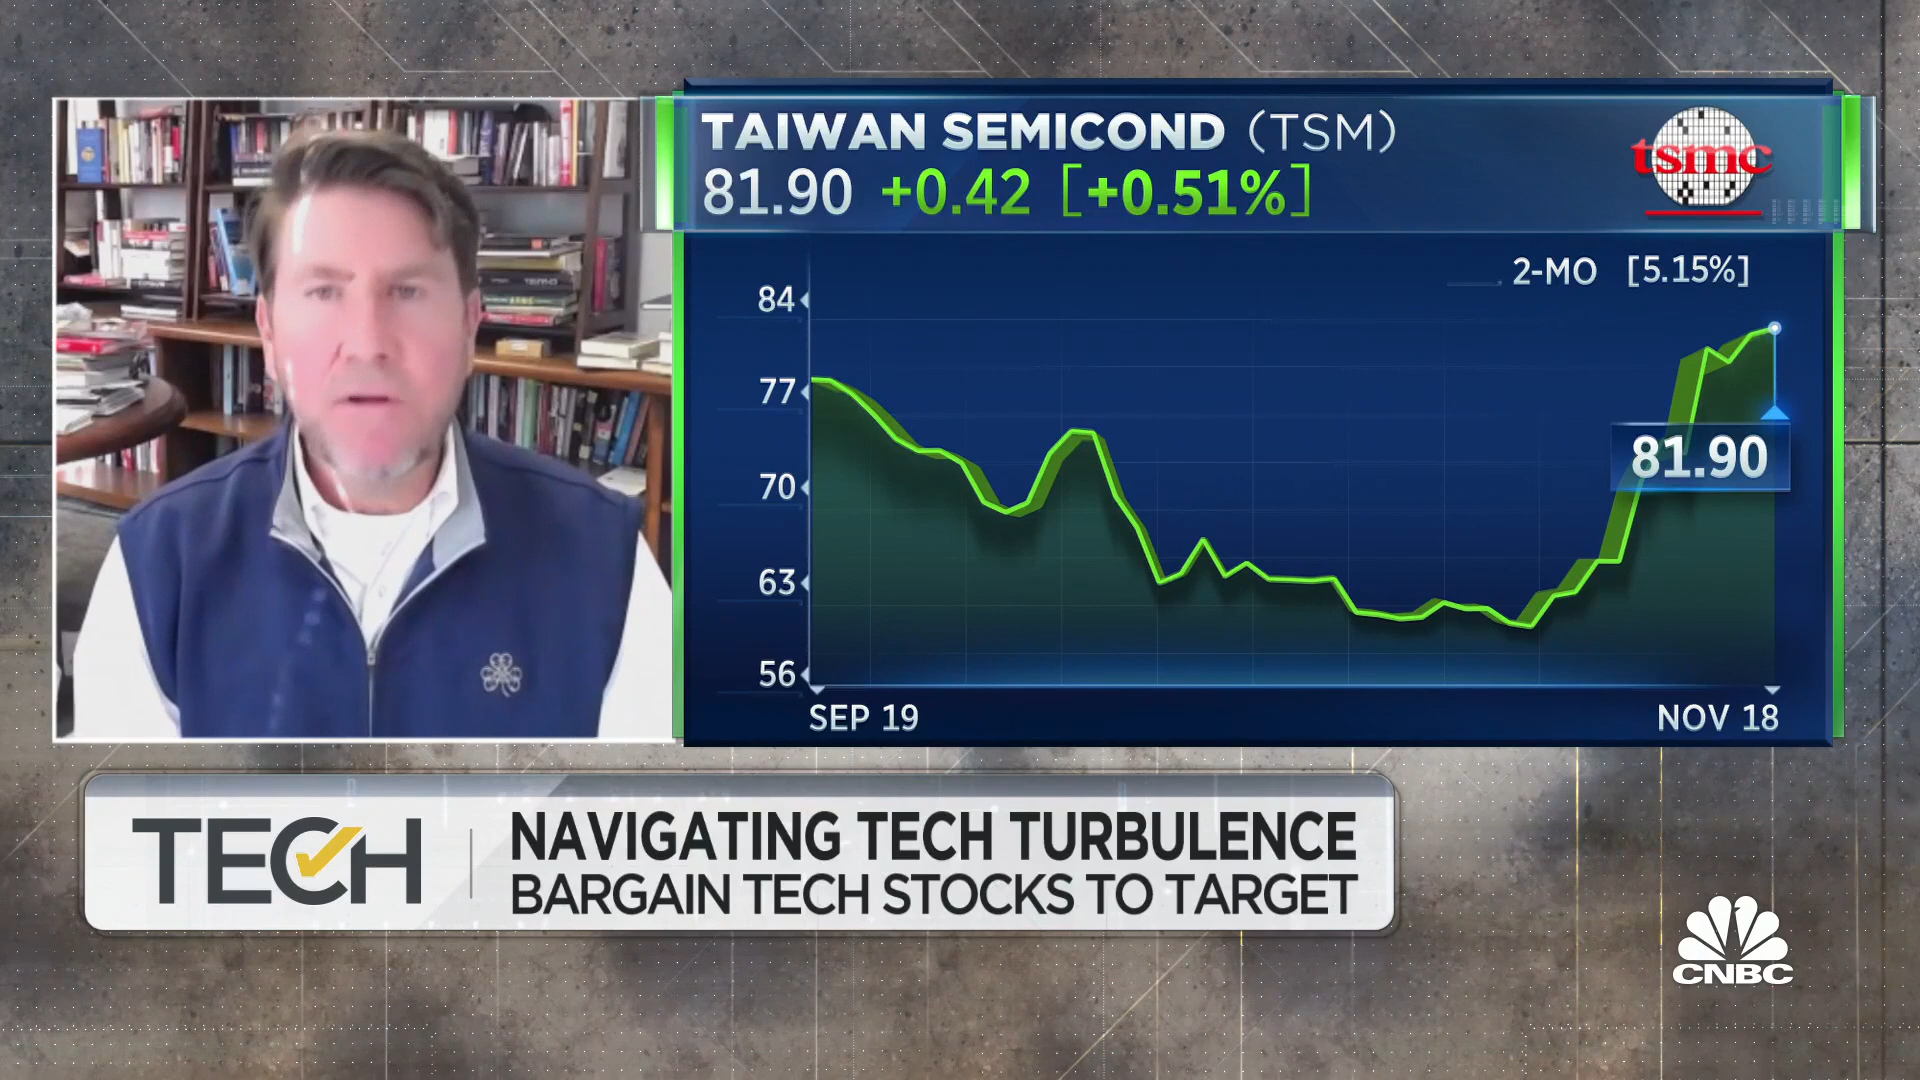 TAIWAN SEMICOND (TSM)
81.90 +0.42 [+0.51%]
tsmc
2-MO [5.15%]
84
77
70
63
56
81.90
SEP 19
NOV 18
TECH
NAVIGATING TECH TURBULENCE
BARGAIN TECH STOCKS TO TARGET
CNBC